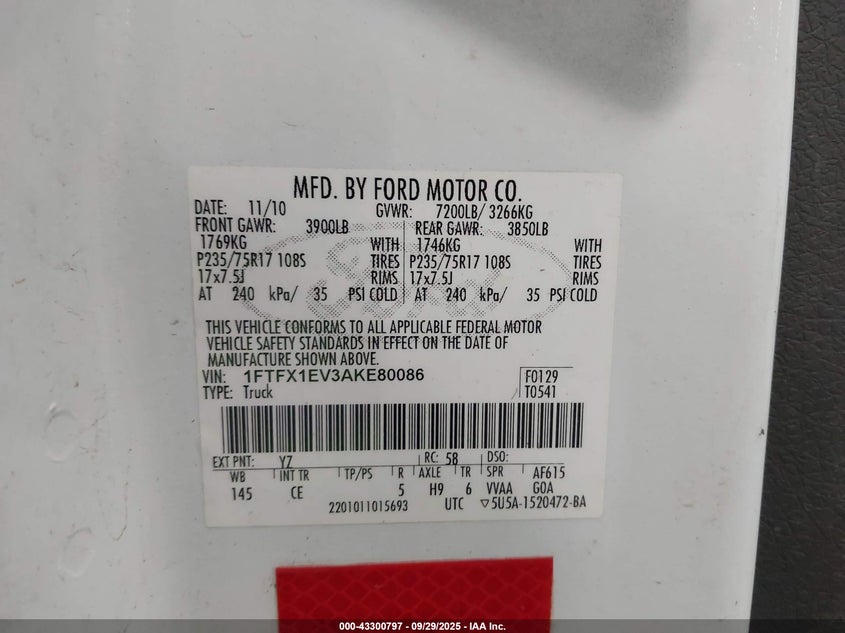 MFD. BY FORD MOTOR CO.
DATE: 11/10 GVWR: 7200LB/ 3266KG
FRONT GAWR: 3900LB REAR GAWR: 3850LB
1769KG WITH 1746KG WITH
P235/75R17 108S TIRES P235/75R17 108S TIRES
17x7.5J RIMS 17x7.5J RIMS
AT 240 kPa/ 35 PSI COLD AT 240 kPa/ 35 PSI COLD
THIS VEHICLE CONFORMS TO ALL APPLICABLE FEDERAL MOTOR
VEHICLE SAFETY STANDARDS IN EFFECT ON THE DATE OF
MANUFACTURE SHOWN ABOVE.
VIN: 1FTFX1EV3AKE80086 F0129
TYPE: Truck T0541
EXT PNT: YZ RC: 58 DSO:
WB INT TR TP/PS R AXLE TR SPR AF615
145 CE 5 H9 6 VVAA GOA
2201011015693 UTC ▽5U5A-1520472-BA
000-43300797 - 09/29/2025 - IAA Inc.